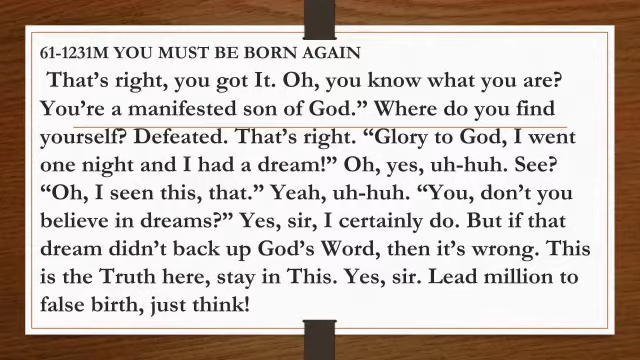 61-1231M YOU MUST BE BORN AGAIN
That's right, you got It. Oh, you know what you are?
You're a manifested son of God.” Where do you find
yourself? Defeated. That's right. “Glory to God, I went
one night and I had a dream!” Oh, yes, uh-huh. See?
“Oh, I seen this, that.” Yeah, uh-huh. “You, don't you
believe in dreams?” Yes, sir, I certainly do. But if that
dream didn't back up God's Word, then it's wrong. This
is the Truth here, stay in This. Yes, sir. Lead million to
false birth, just think!